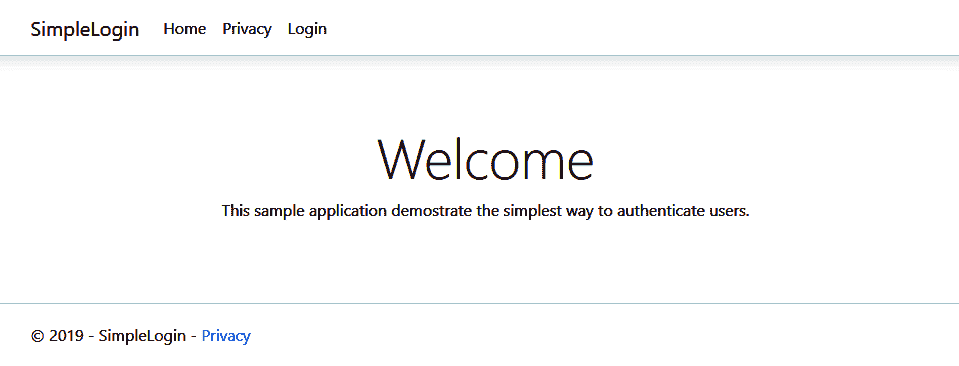 SimpleLogin Home Privacy Login
Welcome
This sample application demostrate the simplest way to authenticate users.
© 2019 - SimpleLogin - Privacy